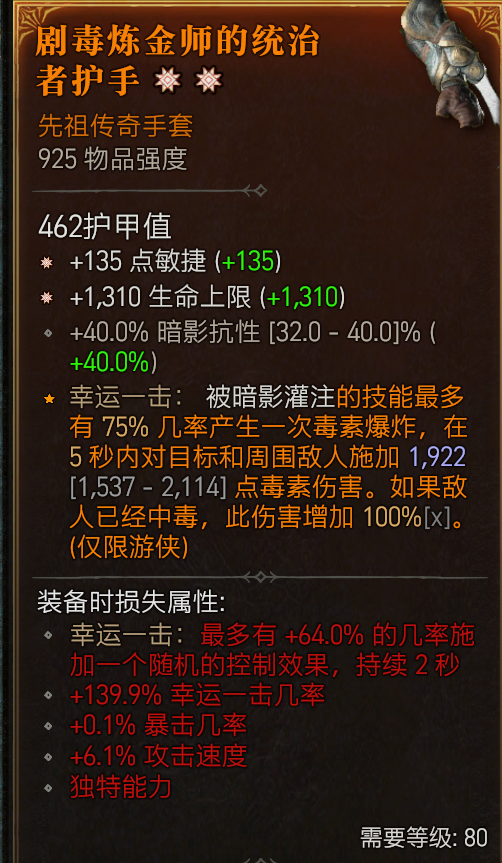 剧毒炼金师的统治
者护手
先祖传奇手套
925 物品强度
462护甲值
+135 点敏捷 (+135)
+1,310 生命上限 (+1,310)
+40.0% 暗影抗性 [32.0 - 40.0]% (
+40.0%)
幸运一击： 被暗影灌注的技能最多
有 75% 几率产生一次毒素爆炸，在
5 秒内对目标和周围敌人施加 1,922
[1,537 - 2,114] 点毒素伤害。如果敌
人已经中毒，此伤害增加 100%[x]。
(仅限游侠)
装备时损失属性:
幸运一击：最多有 +64.0% 的几率施
加一个随机的控制效果，持续 2 秒
+139.9% 幸运一击几率
+0.1% 暴击几率
+6.1% 攻击速度
独特能力
需要等级: 80